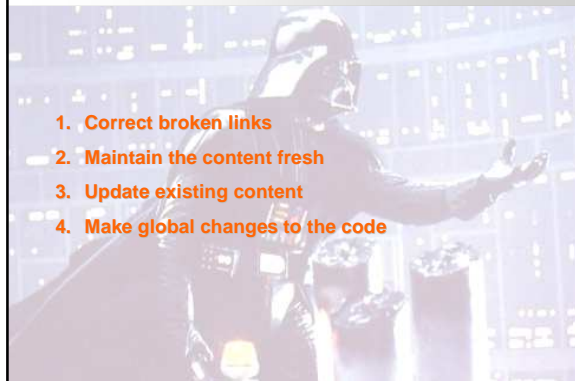 1. Correct broken links
2. Maintain the content fresh
3. Update existing content
4. Make global changes to the code